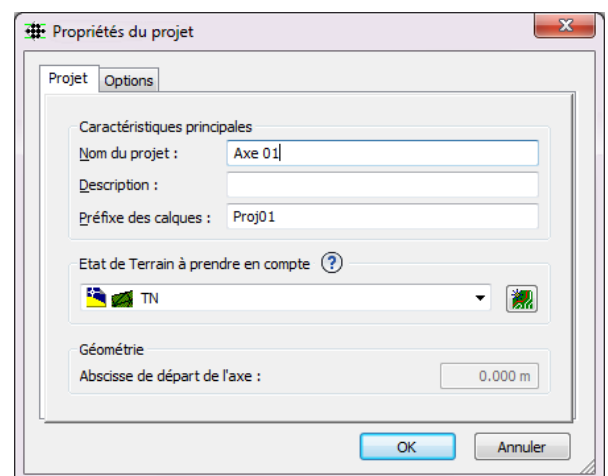 Propriétés du projet
Projet Options
Caractéristiques principales
Nom du projet : Axe 01
Description :
Préfixe des calques : Proj01
Etat de Terrain à prendre en compte ?
TN
Géométrie
Abscisse de départ de l'axe : 0.000 m
OK Annuler